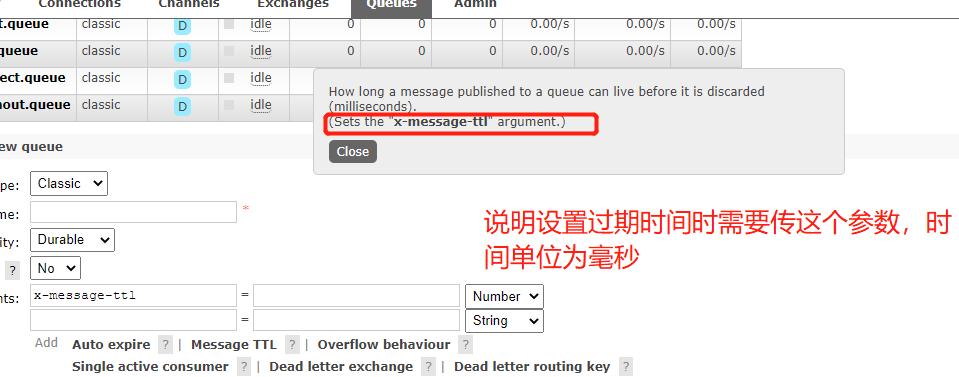 Connections Channels Exchanges Queues Admin
t.queue classic D idle 0 0 0 0.00/s 0.00/s 0.00/s
queue classic D idle 0 0 0 0.00/s 0.00/s 0.00/s
ect.queue classic D idle
nout.queue classic D idle
How long a message published to a queue can live before it is discarded
(milliseconds).
(Sets the "x-message-ttl" argument.)
Close
ew queue
pe: Classic
me: *
ity: Durable
? No
nts: x-message-ttl = Number
= String
说明设置过期时间时需要传这个参数，时
间单位为毫秒
Add Auto expire ? | Message TTL ? | Overflow behaviour ?
Single active consumer ? | Dead letter exchange ? | Dead letter routing key ?